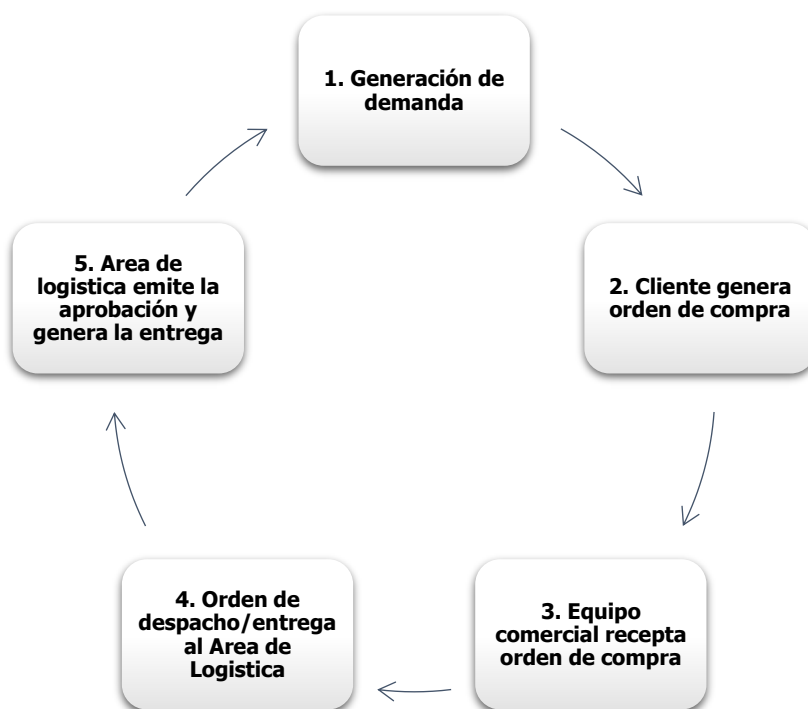 1. Generación de
demanda
2. Cliente genera
orden de compra
3. Equipo
comercial recepta
orden de compra
4. Orden de
despacho/entrega
al Area de
Logistica
5. Area de
logistica emite la
aprobación y
genera la entrega